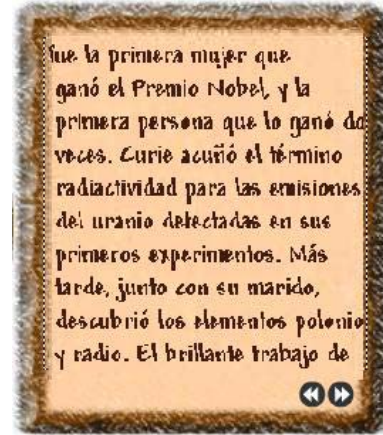 fue la primera mujer que
ganó el Premio Nobel, y la
primera persona que lo ganó do
veces. Curie acuñó el término
radiactividad para las emisiones
del uranio detectadas en sus
primeros experimentos. Más
tarde, junto con su marido,
descubrió los elementos polonio
y radio. El brillante trabajo de